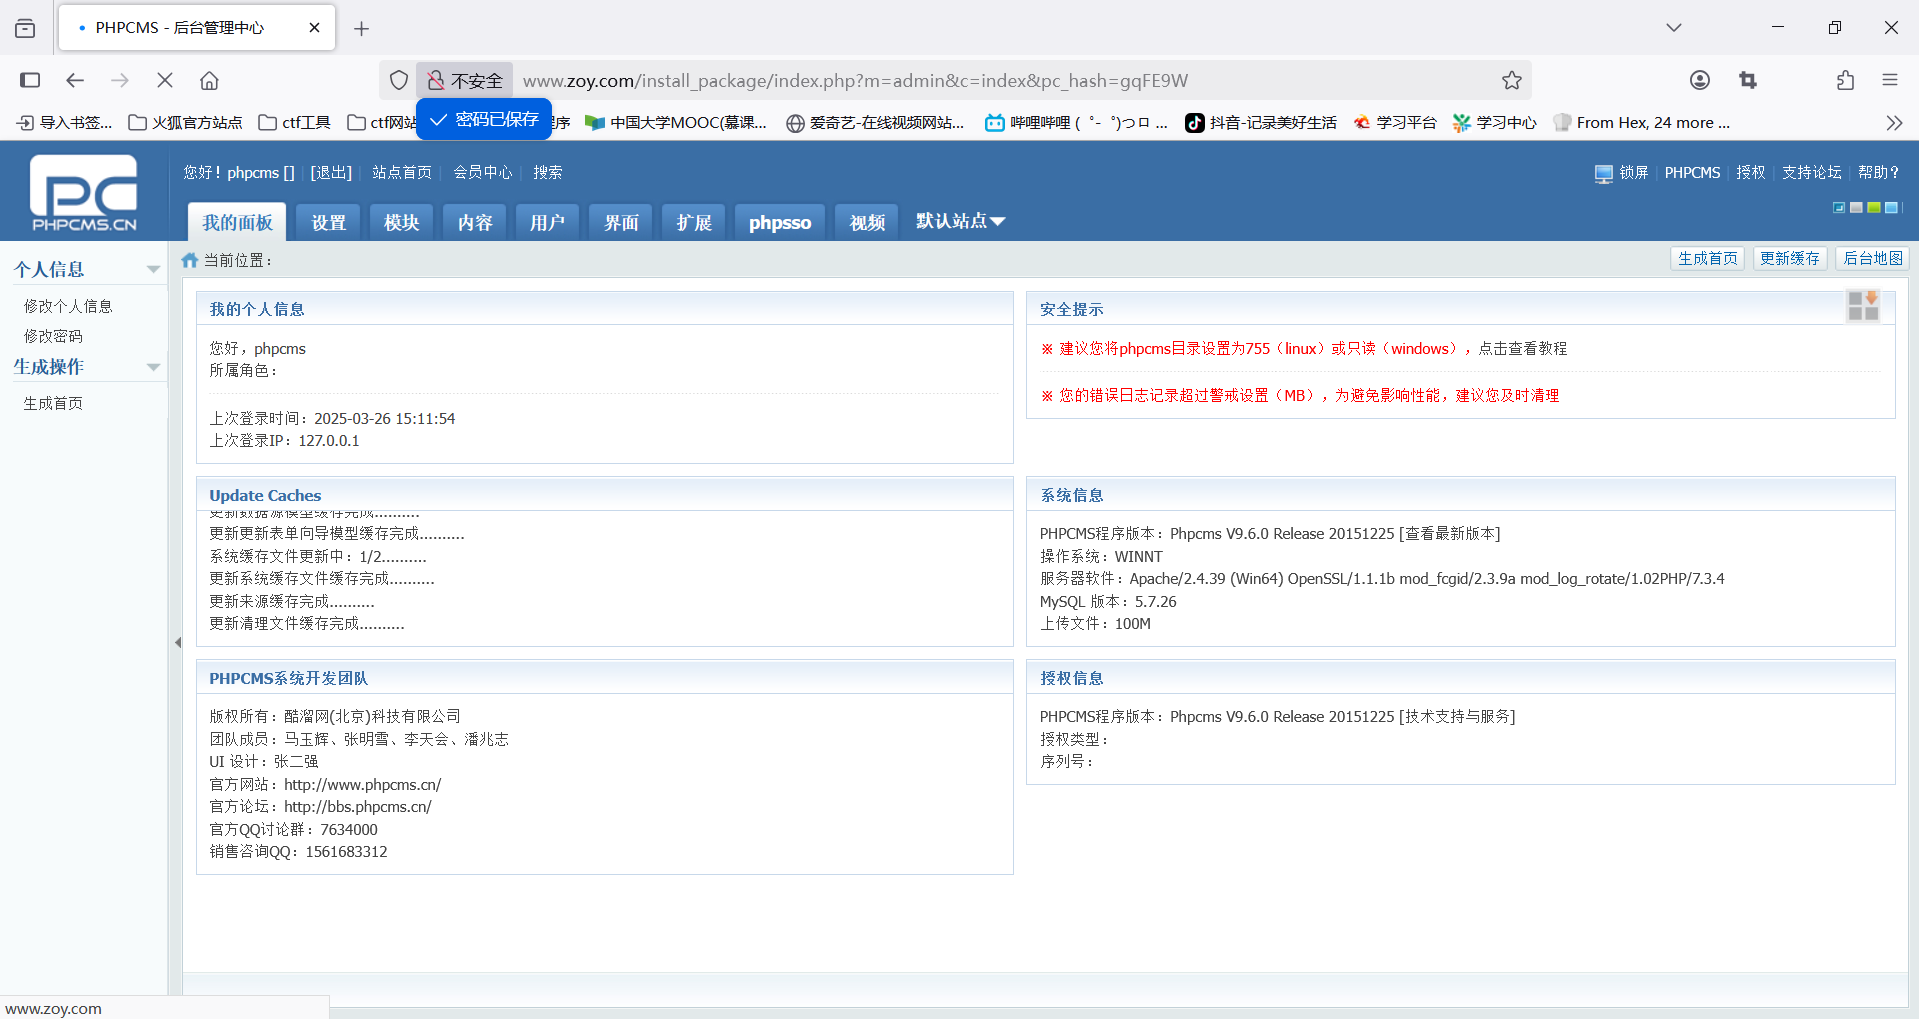 PHPCMS - 后台管理中心
不安全
www.zoy.com/install_package/index.php?m=admin&c=index&pc_hash=gqFE9W
密码已保存
导入书签... 火狐官方站点 ctf工具 ctf网站 程序 中国大学MOOC(慕课... 爱奇艺-在线视频网站... 哔哩哔哩 ( ゜- ゜)つロ ... 抖音-记录美好生活 学习平台 学习中心 From Hex, 24 more ...
PHPCMS.CN
您好！phpcms [] [退出] 站点首页 会员中心 搜索
锁屏 PHPCMS 授权 支持论坛 帮助？
我的面板 设置 模块 内容 用户 界面 扩展 phpsso 视频 默认站点
个人信息
修改个人信息
修改密码
生成操作
生成首页
当前位置：
生成首页 更新缓存 后台地图
我的个人信息
您好，phpcms
所属角色：
上次登录时间：2025-03-26 15:11:54
上次登录IP：127.0.0.1
安全提示
※ 建议您将phpcms目录设置为755（linux）或只读（windows），点击查看教程
※ 您的错误日志记录超过警戒设置（MB），为避免影响性能，建议您及时清理
Update Caches
更新数据源模型缓存完成..........
更新更新表单向导模型缓存完成..........
系统缓存文件更新中：1/2..........
更新系统缓存文件缓存完成..........
更新来源缓存完成..........
更新清理文件缓存完成..........
系统信息
PHPCMS程序版本：Phpcms V9.6.0 Release 20151225 [查看最新版本]
操作系统：WINNT
服务器软件：Apache/2.4.39 (Win64) OpenSSL/1.1.1b mod_fcgid/2.3.9a mod_log_rotate/1.02PHP/7.3.4
MySQL 版本：5.7.26
上传文件：100M
PHPCMS系统开发团队
版权所有：酷溜网(北京)科技有限公司
团队成员：马玉辉、张明雪、李天会、潘兆志
UI 设计：张二强
官方网站：http://www.phpcms.cn/
官方论坛：http://bbs.phpcms.cn/
官方QQ讨论群：7634000
销售咨询QQ：1561683312
授权信息
PHPCMS程序版本：Phpcms V9.6.0 Release 20151225 [技术支持与服务]
授权类型：
序列号：
www.zoy.com